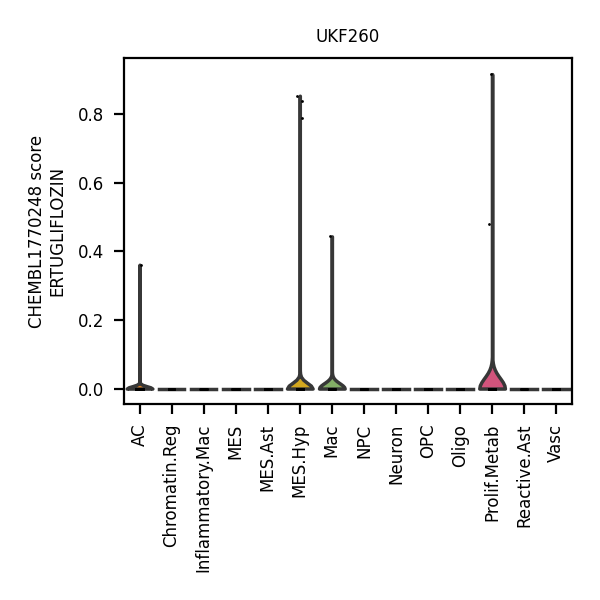 UKF260
CHEMBL1770248 score
ERTUGLIFLOZIN
0.8
0.6
0.4
0.2
0.0
AC
Chromatin.Reg
Inflammatory.Mac
MES
MES.Ast
MES.Hyp
Mac
NPC
Neuron
OPC
Oligo
Prolif.Metab
Reactive.Ast
Vasc